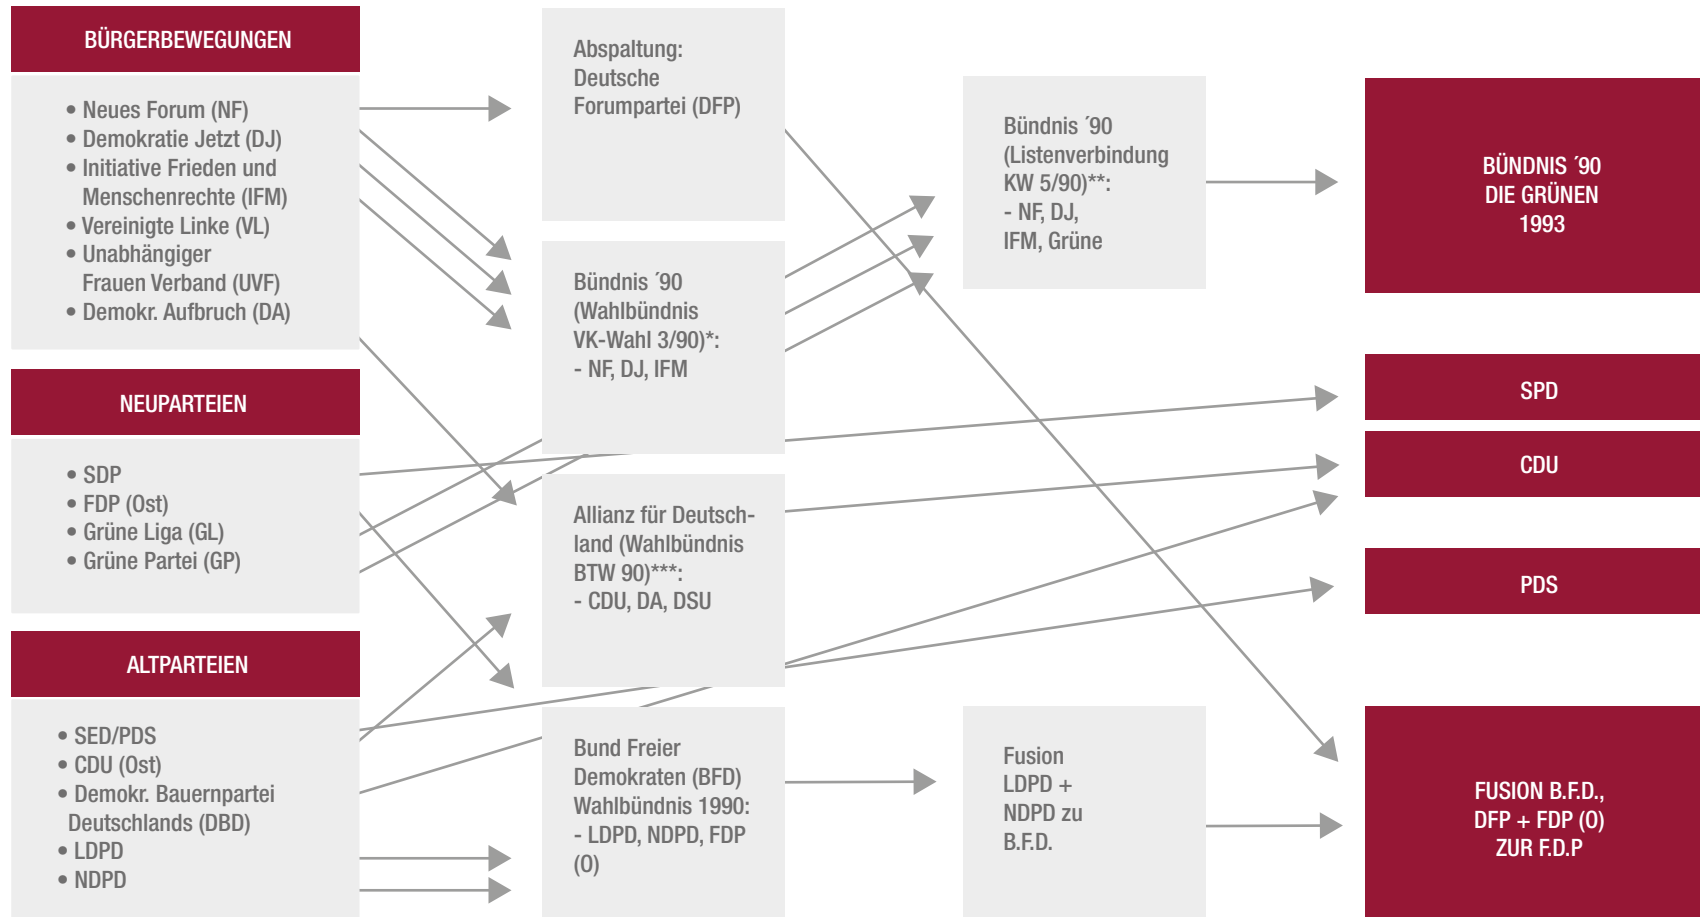 BÜRGERBEWEGUNGEN
• Neues Forum (NF)
• Demokratie Jetzt (DJ)
• Initiative Frieden und
Menschenrechte (IFM)
• Vereinigte Linke (VL)
• Unabhängiger
Frauen Verband (UVF)
• Demokr. Aufbruch (DA)
NEUPARTEIEN
• SDP
• FDP (Ost)
• Grüne Liga (GL)
• Grüne Partei (GP)
ALTPARTEIEN
• SED/PDS
• CDU (Ost)
• Demokr. Bauernpartei
Deutschlands (DBD)
• LDPD
• NDPD
Abspaltung:
Deutsche
Forumpartei (DFP)
Bündnis ´90
(Wahlbündnis
VK-Wahl 3/90)*:
- NF, DJ, IFM
Allianz für Deutsch-
land (Wahlbündnis
BTW 90)***:
- CDU, DA, DSU
Bund Freier
Demokraten (BFD)
Wahlbündnis 1990:
- LDPD, NDPD, FDP
(O)
Bündnis ´90
(Listenverbindung
KW 5/90)**:
- NF, DJ,
IFM, Grüne
Fusion
LDPD +
NDPD zu
B.F.D.
BÜNDNIS ´90
DIE GRÜNEN
1993
SPD
CDU
PDS
FUSION B.F.D.,
DFP + FDP (O)
ZUR F.D.P